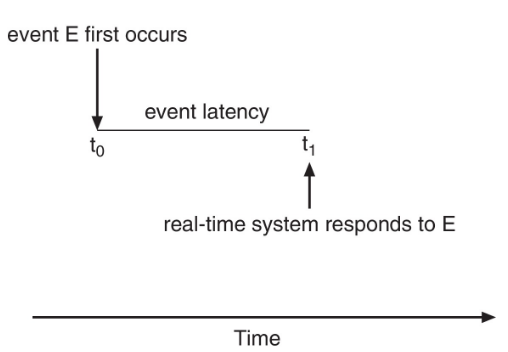 event E first occurs
event latency
t0
t1
real-time system responds to E
Time